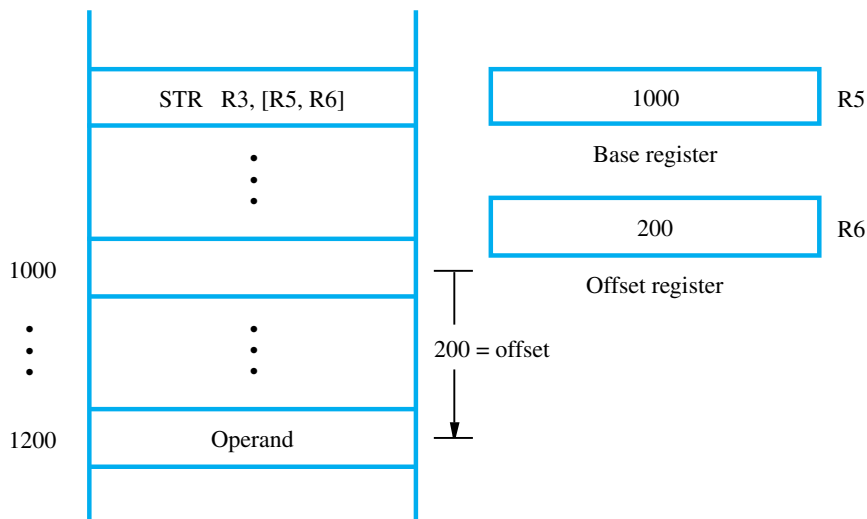 STR R3, [R5, R6]
1000 R5
Base register
200 R6
Offset register
1000
200 = offset
1200 Operand